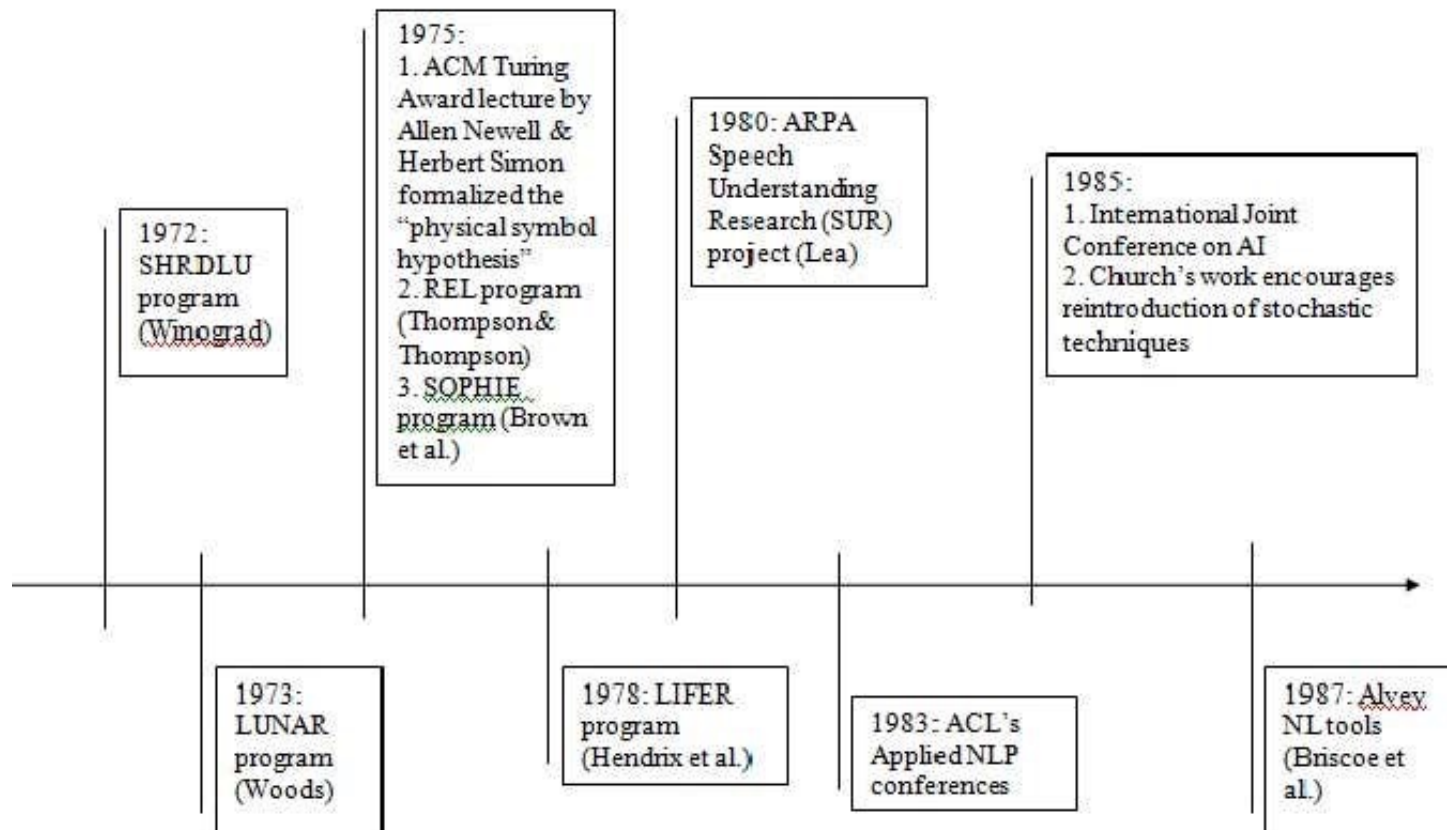 1972:
SHRDLU
program
(Winograd)
1973:
LUNAR
program
(Woods)
1975:
1. ACM Turing
Award lecture by
Allen Newell &
Herbert Simon
formalized the
“physical symbol
hypothesis”
2. REL program
(Thompson &
Thompson)
3. SOPHIE
program (Brown
et al.)
1978: LIFER
program
(Hendrix et al.)
1980: ARPA
Speech
Understanding
Research (SUR)
project (Lea)
1983: ACL’s
Applied NLP
conferences
1985:
1. International Joint
Conference on AI
2. Church’s work encourages
reintroduction of stochastic
techniques
1987: Alvey
NL tools
(Briscoe et
al.)